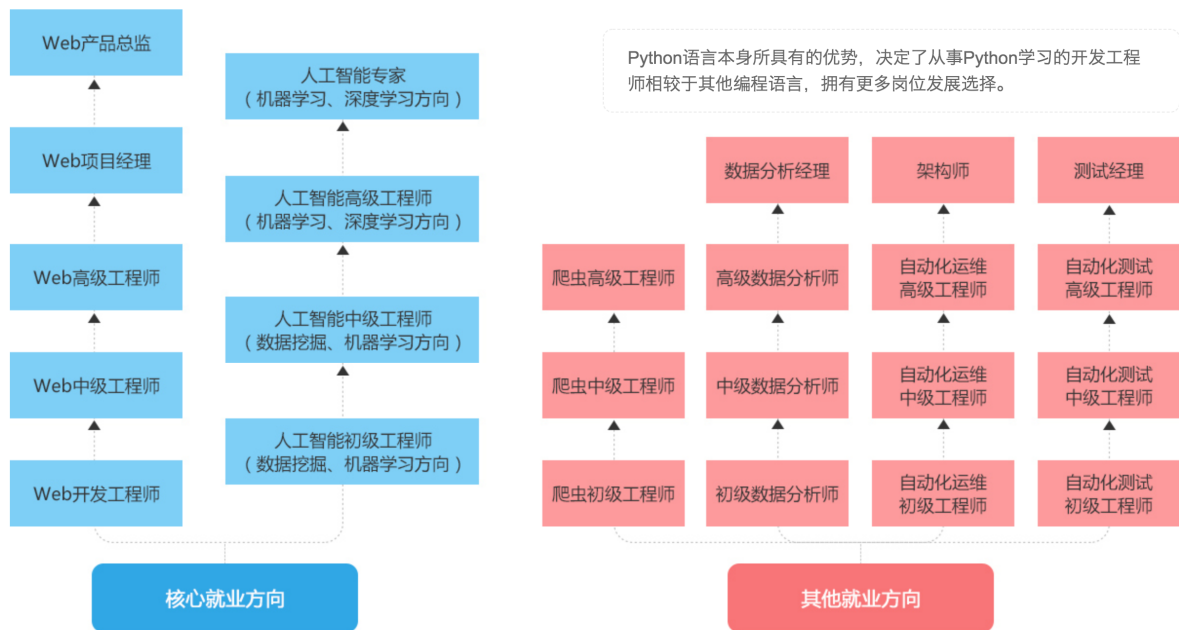 Web产品总监
Web项目经理
Web高级工程师
Web中级工程师
Web开发工程师
人工智能专家
（机器学习、深度学习方向）
人工智能高级工程师
（机器学习、深度学习方向）
人工智能中级工程师
（数据挖掘、机器学习方向）
人工智能初级工程师
（数据挖掘、机器学习方向）
核心就业方向
Python语言本身所具有的优势，决定了从事Python学习的开发工程
师相较于其他编程语言，拥有更多岗位发展选择。
爬虫高级工程师
爬虫中级工程师
爬虫初级工程师
数据分析经理
高级数据分析师
中级数据分析师
初级数据分析师
架构师
自动化运维
高级工程师
自动化运维
中级工程师
自动化运维
初级工程师
测试经理
自动化测试
高级工程师
自动化测试
中级工程师
自动化测试
初级工程师
其他就业方向